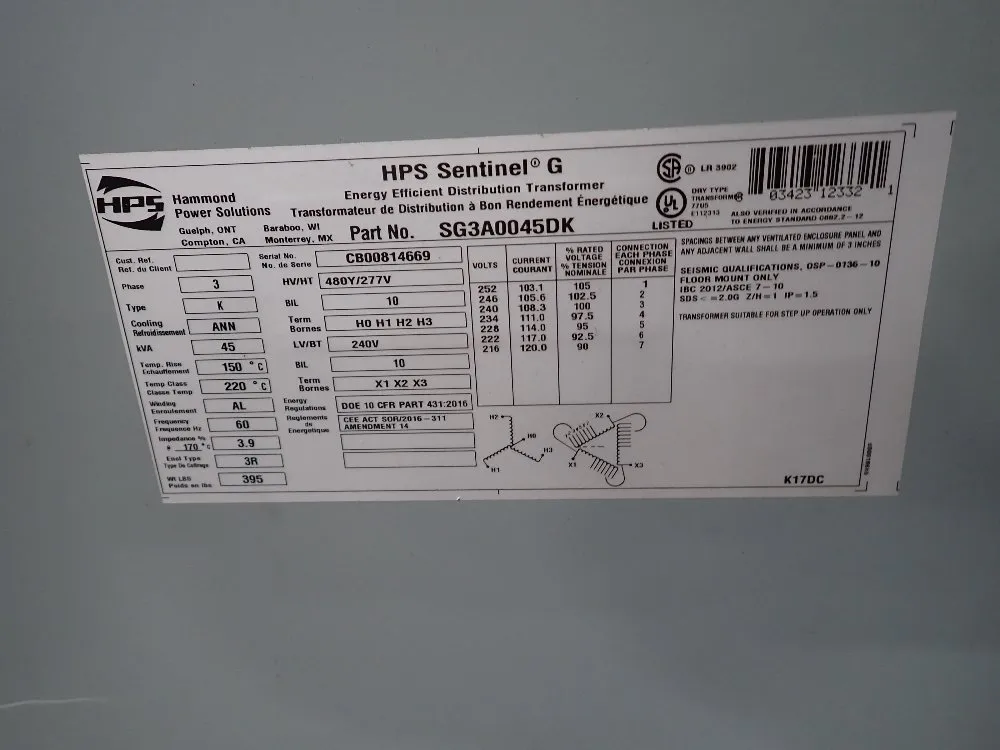 HPS
Hammond
Power Solutions
Guelph, ONT
Compton, CA
Baraboo, WI
Monterrey, MX
HPS Sentinel® G
Energy Efficient Distribution Transformer
Transformateur de Distribution à Bon Rendement Énergétique
Part No. SG3A0045DK
LR 3902
UL
LISTED
DRY TYPE
TRANSFORMER
7705
E112313
03423 12332 1
ALSO VERIFIED IN ACCORDANCE
TO ENERGY STANDARD C802.2-12
Cust. Ref.
Ref. du Client
Phase 3
Type K
Cooling
Refroidissement
ANN
kVA 45
Temp. Rise
Echauffement
150 °C
Temp Class
Classe Temp
220 °C
Winding
Enroulement
AL
Frequency
Frequence Hz
60
Impedance %
@ 170 °C
3.9
Encl Type
3R
Wt LBS
Poids en lbs
395
Serial No.
No. de Serie
CB00814669
HV/HT 480Y/277V
BIL 10
Term
Bornes
H0 H1 H2 H3
LV/BT 240V
BIL 10
Term
Bornes
X1 X2 X3
Energy
Regulations
DOE 10 CFR PART 431:2016
Reglements
de
Energetique
CEE ACT SOR/2016-311
AMENDMENT 14
VOLTS
CURRENT
COURANT
% RATED
VOLTAGE
% TENSION
NOMINALE
CONNECTION
EACH PHASE
CONNEXION
PAR PHASE
252 103.1 105 1
246 105.6 102.5 2
240 108.3 100 3
234 111.0 97.5 4
228 114.0 95 5
222 117.0 92.5 6
216 120.0 90 7
H2
H0
H3
H1
X2
X1
X3
SPACINGS BETWEEN ANY VENTILATED ENCLOSURE PANEL AND
ANY ADJACENT WALL SHALL BE A MINIMUM OF 3 INCHES
SEISMIC QUALIFICATIONS, OSP-0136-10
FLOOR MOUNT ONLY
IBC 2012/ASCE 7-10
SDS <=2.0G Z/H=1 IP=1.5
TRANSFORMER SUITABLE FOR STEP UP OPERATION ONLY
K17DC